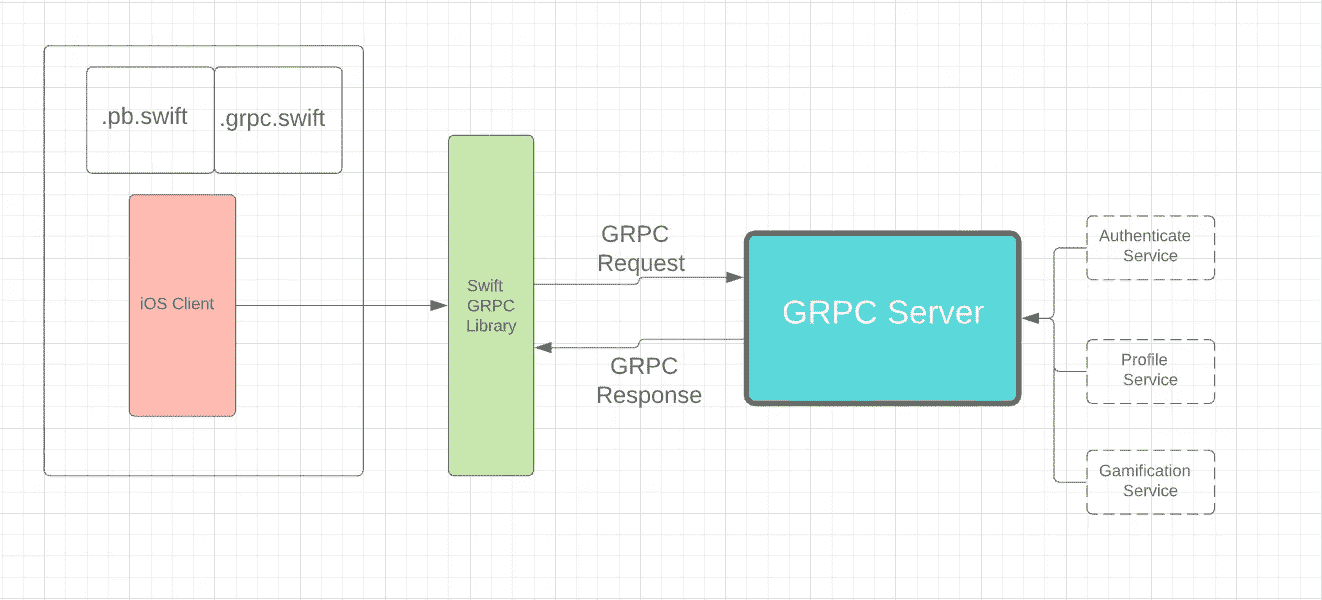 .pb.swift
.grpc.swift
iOS Client
Swift
GRPC
Library
GRPC
Request
GRPC
Response
GRPC Server
Authenticate
Service
Profile
Service
Gamification
Service